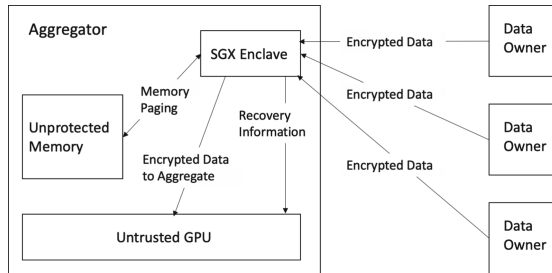 Aggregator
SGX Enclave
Encrypted Data
Data
Owner
Memory
Paging
Encrypted Data
Unprotected
Memory
Recovery
Information
Data
Owner
Encrypted Data
to Aggregate
Encrypted Data
Untrusted GPU
Data
Owner